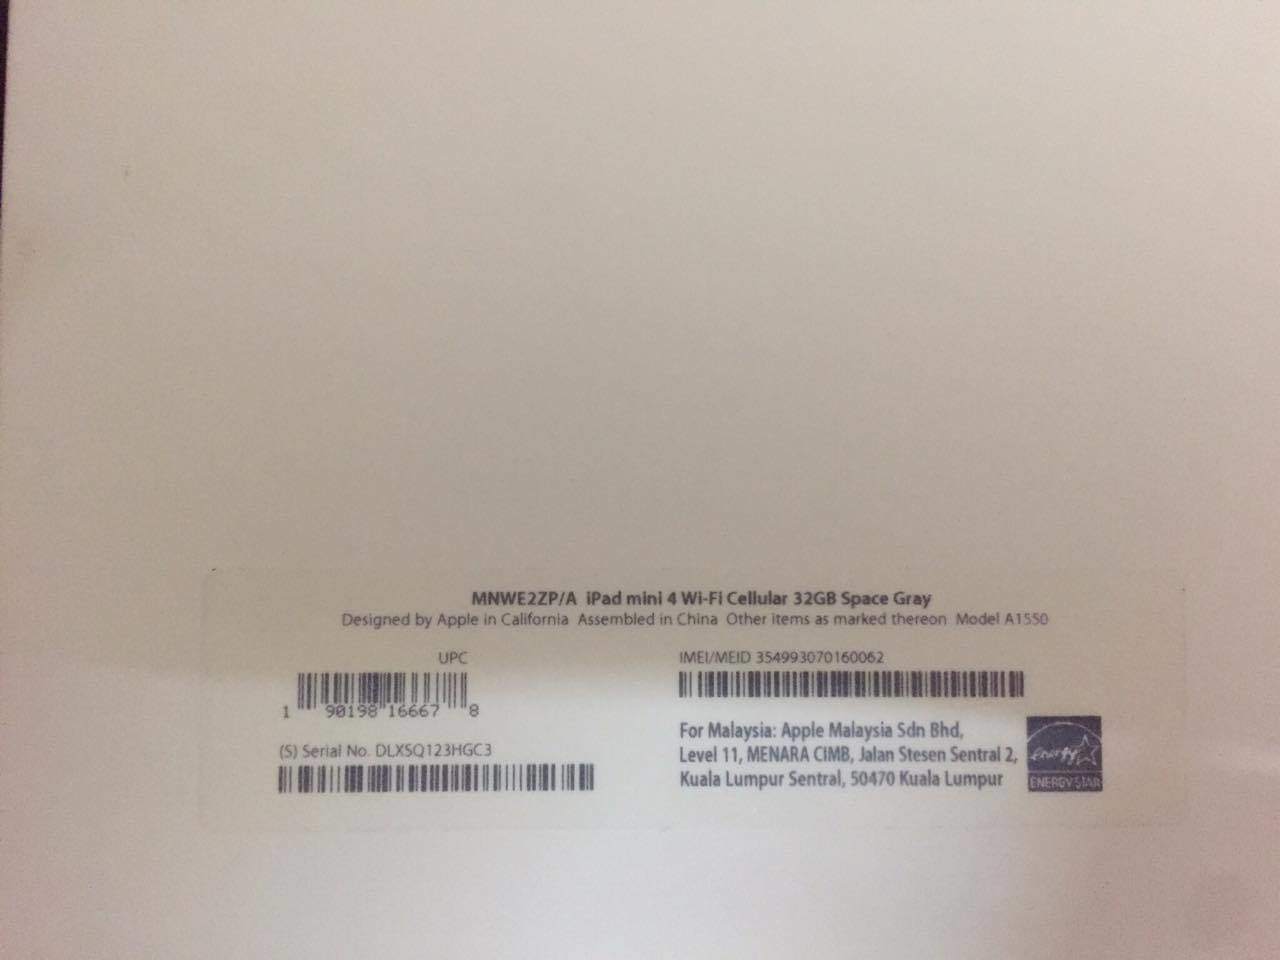 MNWE2ZP/A iPad mini 4 Wi-Fi Cellular 32GB Space Gray
Designed by Apple in California Assembled in China Other items as marked thereon Model A1550
UPC
1 90198 16667 8
(S) Serial No. DLXSQ123HGC3
IMEI/MEID 354993070160062
For Malaysia: Apple Malaysia Sdn Bhd,
Level 11, MENARA CIMB, Jalan Stesen Sentral 2,
Kuala Lumpur Sentral, 50470 Kuala Lumpur
energy
ENERGY STAR